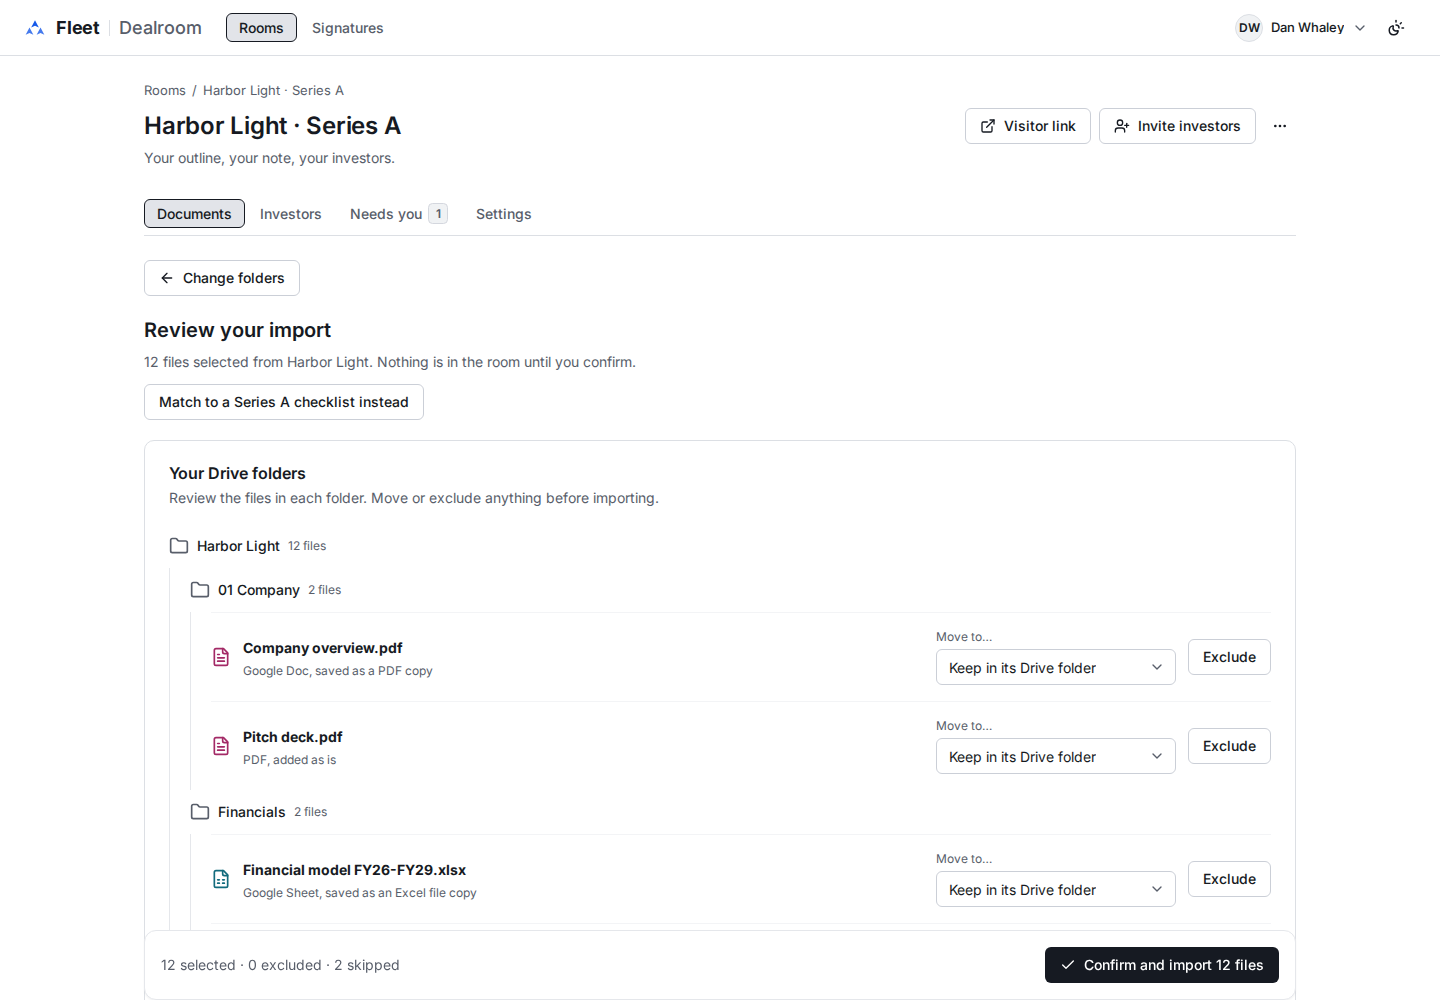 Fleet Dealroom Rooms Signatures DW Dan Whaley
Rooms / Harbor Light · Series A
Harbor Light · Series A
Visitor link Invite investors
Your outline, your note, your investors.
Documents Investors Needs you 1 Settings
Change folders
Review your import
12 files selected from Harbor Light. Nothing is in the room until you confirm.
Match to a Series A checklist instead
Your Drive folders
Review the files in each folder. Move or exclude anything before importing.
Harbor Light 12 files
01 Company 2 files
Move to...
Company overview.pdf
Keep in its Drive folder Exclude
Google Doc, saved as a PDF copy
Move to...
Pitch deck.pdf
Keep in its Drive folder Exclude
PDF, added as is
Financials 2 files
Move to...
Financial model FY26-FY29.xlsx
Keep in its Drive folder Exclude
Google Sheet, saved as an Excel file copy
12 selected · 0 excluded · 2 skipped Confirm and import 12 files